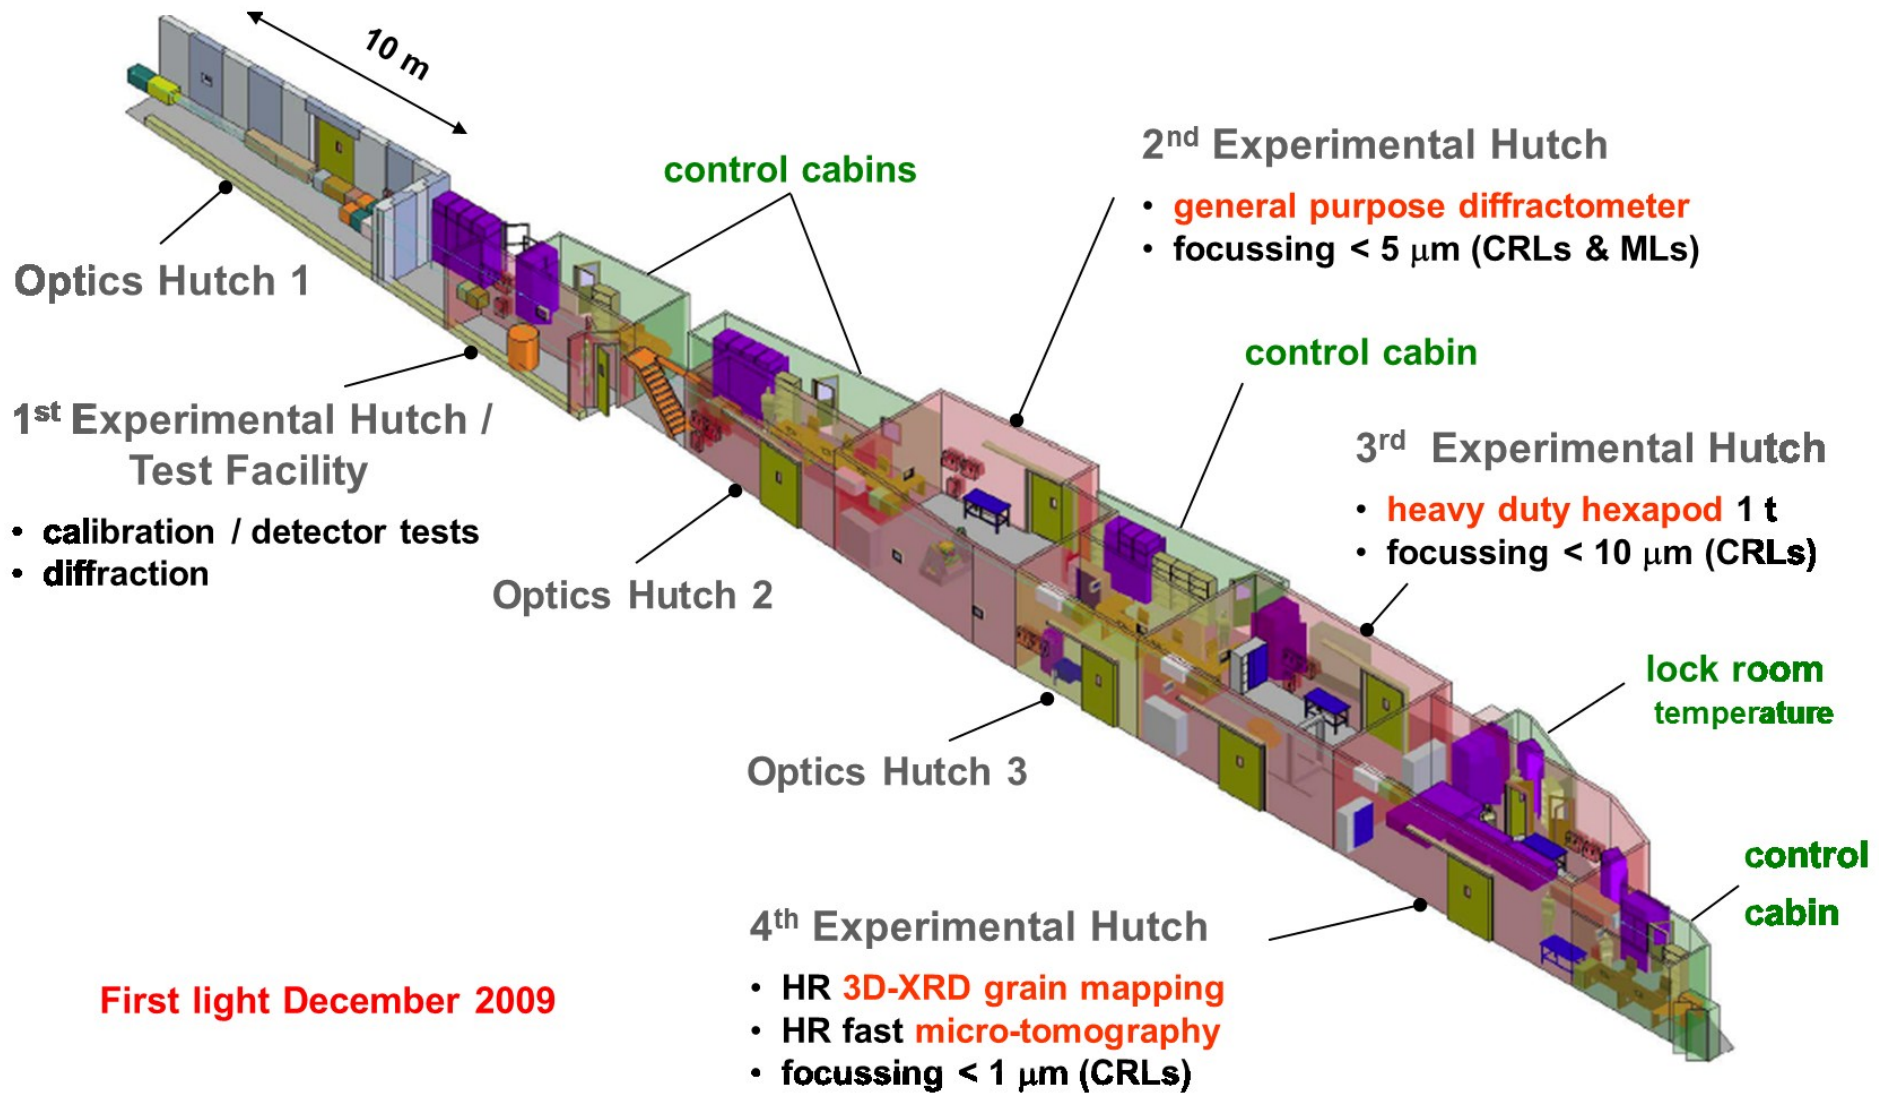 10 m
control cabins
2nd Experimental Hutch
• general purpose diffractometer
• focussing < 5 μm (CRLs & MLs)
Optics Hutch 1
control cabin
1st Experimental Hutch /
Test Facility
• calibration / detector tests
• diffraction
3rd Experimental Hutch
• heavy duty hexapod 1 t
• focussing < 10 μm (CRLs)
Optics Hutch 2
lock room
temperature
Optics Hutch 3
control
cabin
4th Experimental Hutch
• HR 3D-XRD grain mapping
• HR fast micro-tomography
• focussing < 1 μm (CRLs)
First light December 2009